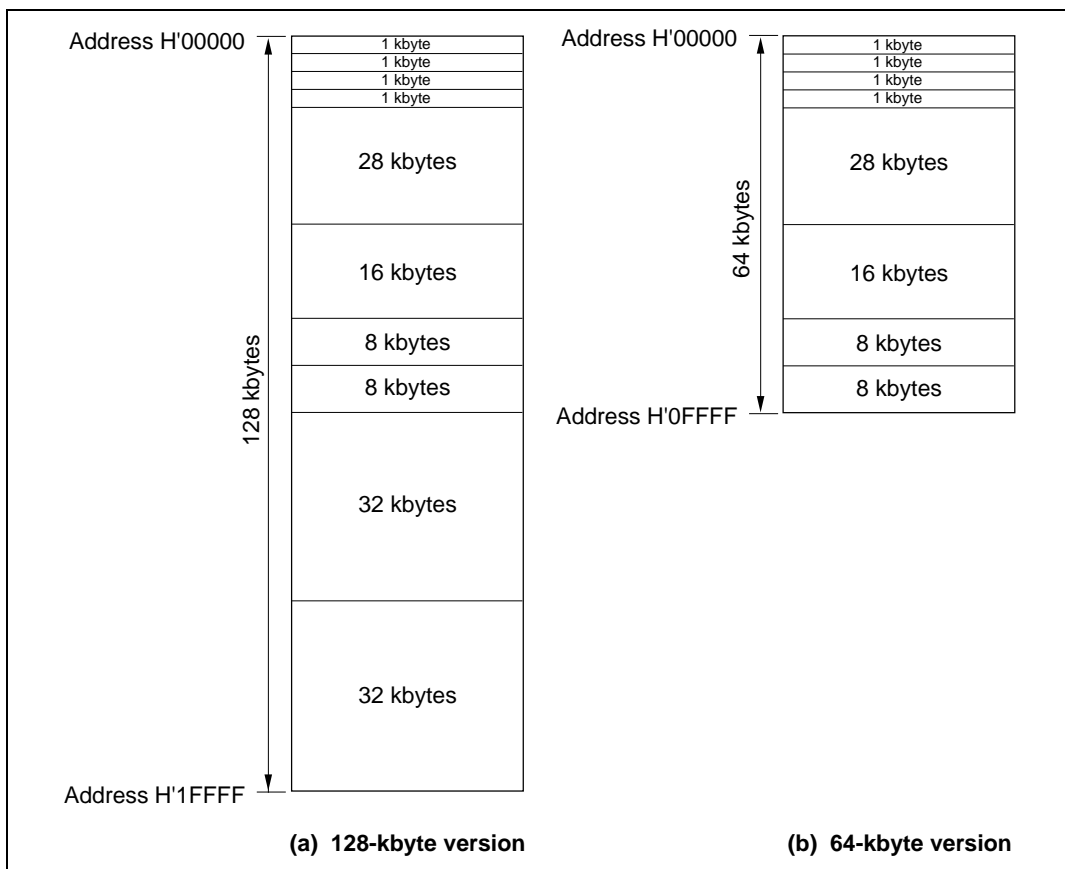 Address H'00000
1 kbyte
1 kbyte
1 kbyte
1 kbyte
28 kbytes
16 kbytes
8 kbytes
8 kbytes
32 kbytes
32 kbytes
128 kbytes
Address H'1FFFF
(a) 128-kbyte version
Address H'00000
1 kbyte
1 kbyte
1 kbyte
1 kbyte
28 kbytes
16 kbytes
8 kbytes
8 kbytes
64 kbytes
Address H'0FFFF
(b) 64-kbyte version